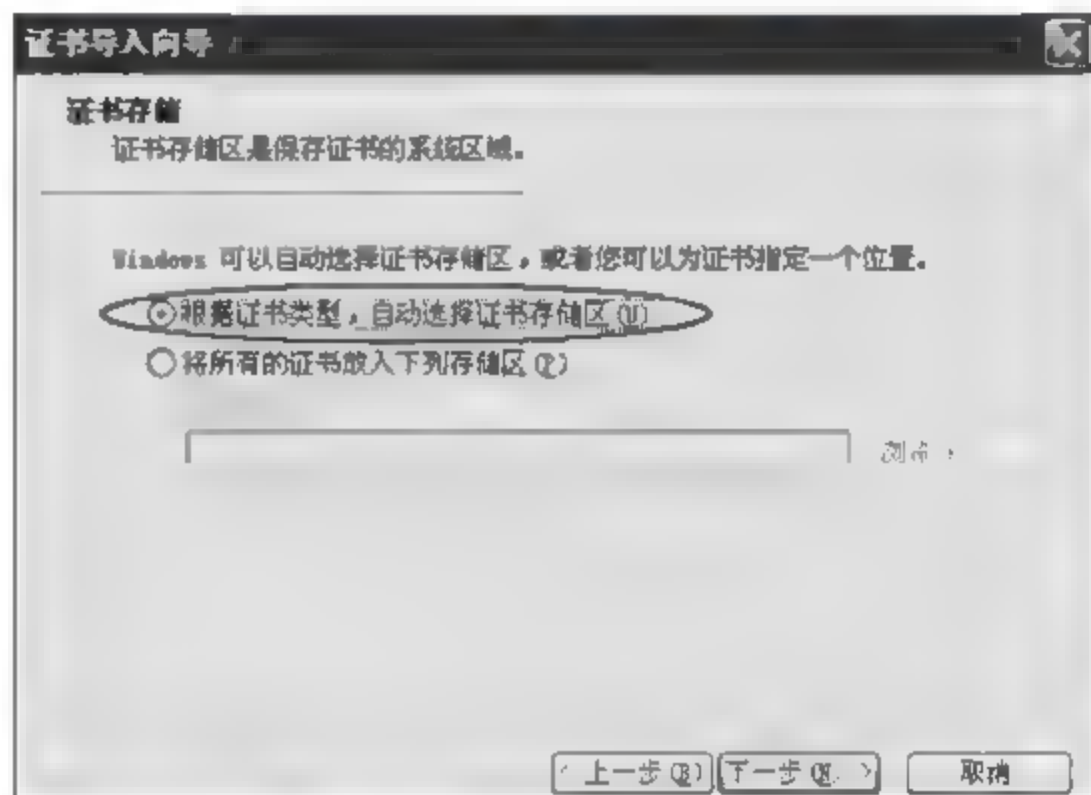 证书导入向导
证书存储
证书存储区是保存证书的系统区域。
Windows 可以自动选择证书存储区，或者您可以为证书指定一个位置。
根据证书类型，自动选择证书存储区(U)
将所有的证书放入下列存储区(P)
< 上一步(B)
下一步(N) >
取消